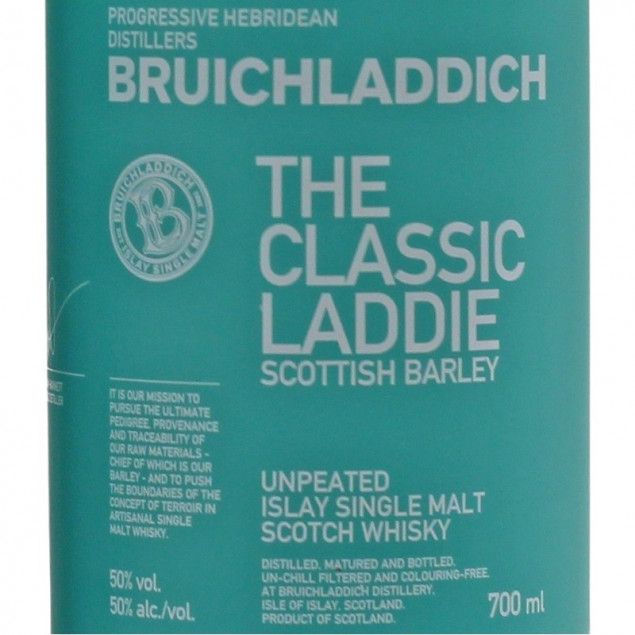 PROGRESSIVE HEBRIDEAN
DISTILLERS
BRUICHLADDICH
BRUICHLADDICH
B
ISLAY SINGLE MALT
THE
CLASSIC
LADDIE
SCOTTISH BARLEY
IT IS OUR MISSION TO
PURSUE THE ULTIMATE
PEDIGREE, PROVENANCE
AND TRACEABILITY OF
OUR RAW MATERIALS -
CHIEF OF WHICH IS OUR
BARLEY - AND TO PUSH
THE BOUNDARIES OF THE
CONCEPT OF TERROIR IN
ARTISANAL SINGLE
MALT WHISKY.
UNPEATED
ISLAY SINGLE MALT
SCOTCH WHISKY
DISTILLED, MATURED AND BOTTLED,
UN-CHILL FILTERED AND COLOURING-FREE,
AT BRUICHLADDICH DISTILLERY,
ISLE OF ISLAY, SCOTLAND.
PRODUCT OF SCOTLAND.
50% vol.
50% alc./vol.
700 ml